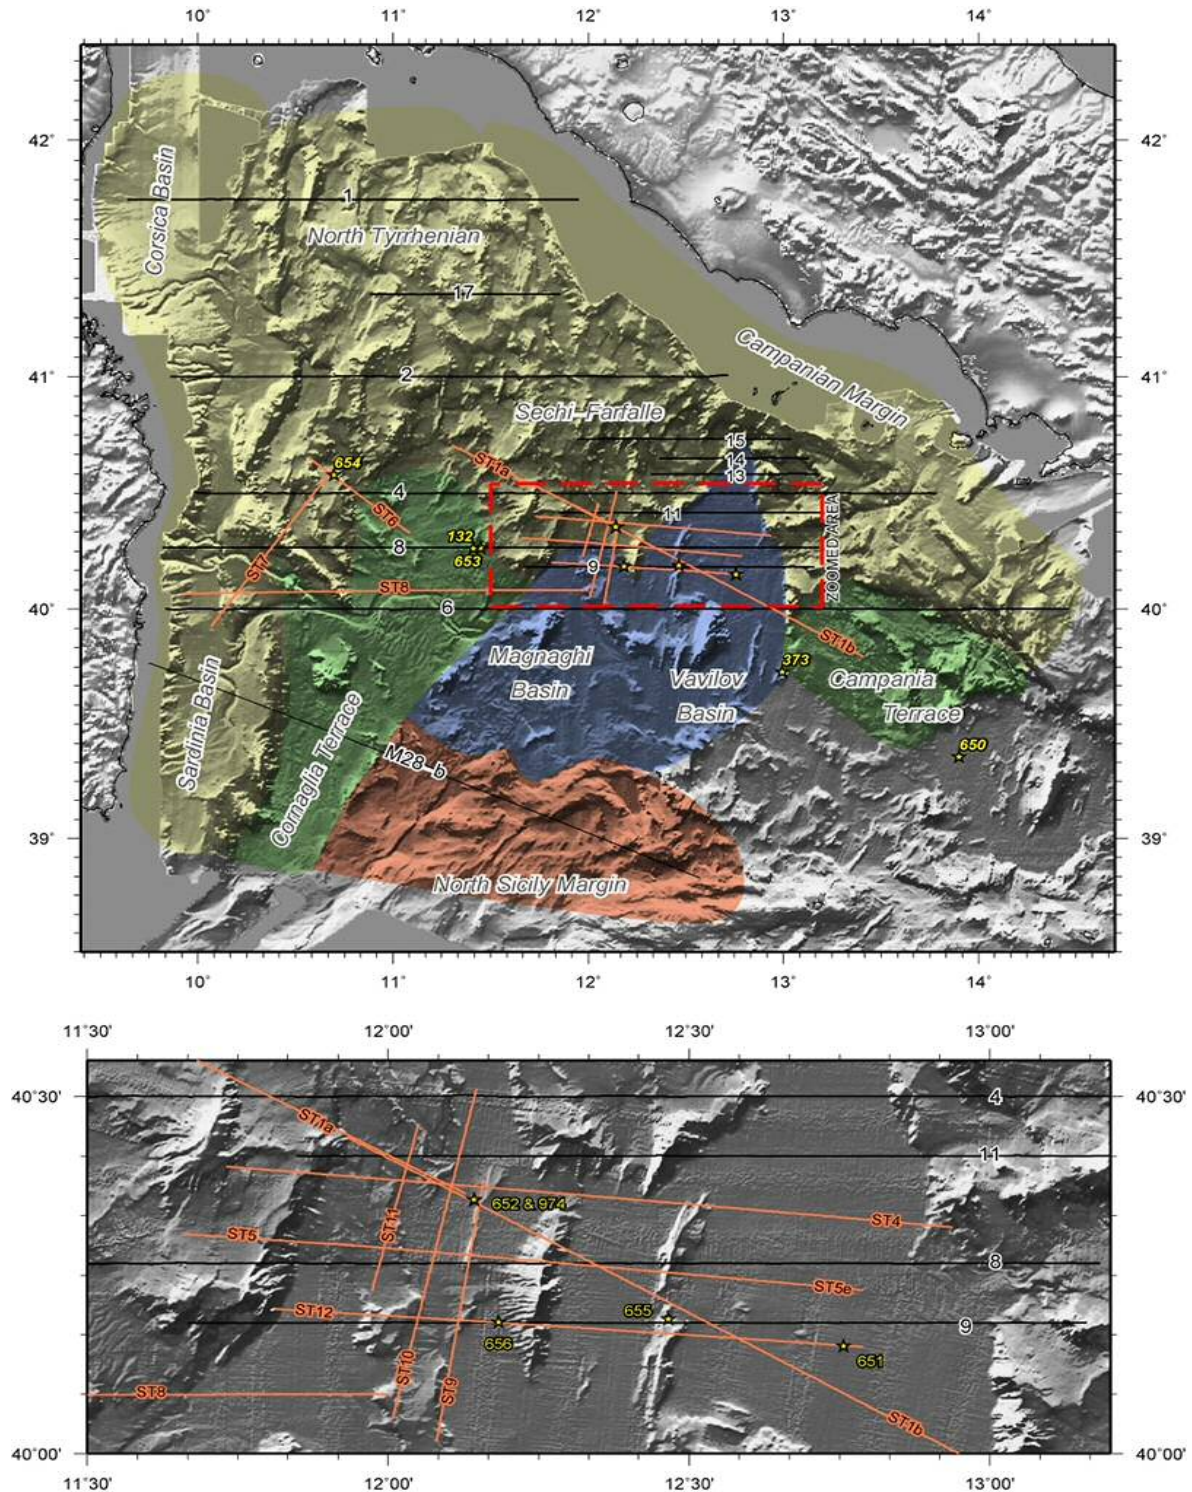 10° 11° 12° 13° 14°
42° 42°
Corsica Basin
1
North Tyrrhenian
17
Campanian Margin
41° 2 41°
Sechi-Farfalle
15
14
13
654
ST1a
4
ST6
11
132
8
653
9
ZOOMED AREA
ST7
ST8
40° 6 40°
ST1b
Magnaghi
Basin
373
Vavilov
Basin
Campania
Terrace
Sardinia Basin
Cornaglia Terrace
M28-b
650
39° 39°
North Sicily Margin
10° 11° 12° 13° 14°
11°30' 12°00' 12°30' 13°00'
40°30' 4 40°30'
ST1a
11
652 & 974
ST11
ST4
ST5
8
ST5e
ST12
655
9
656
651
ST10
ST8
ST9
ST1b
40°00' 40°00'
11°30' 12°00' 12°30' 13°00'